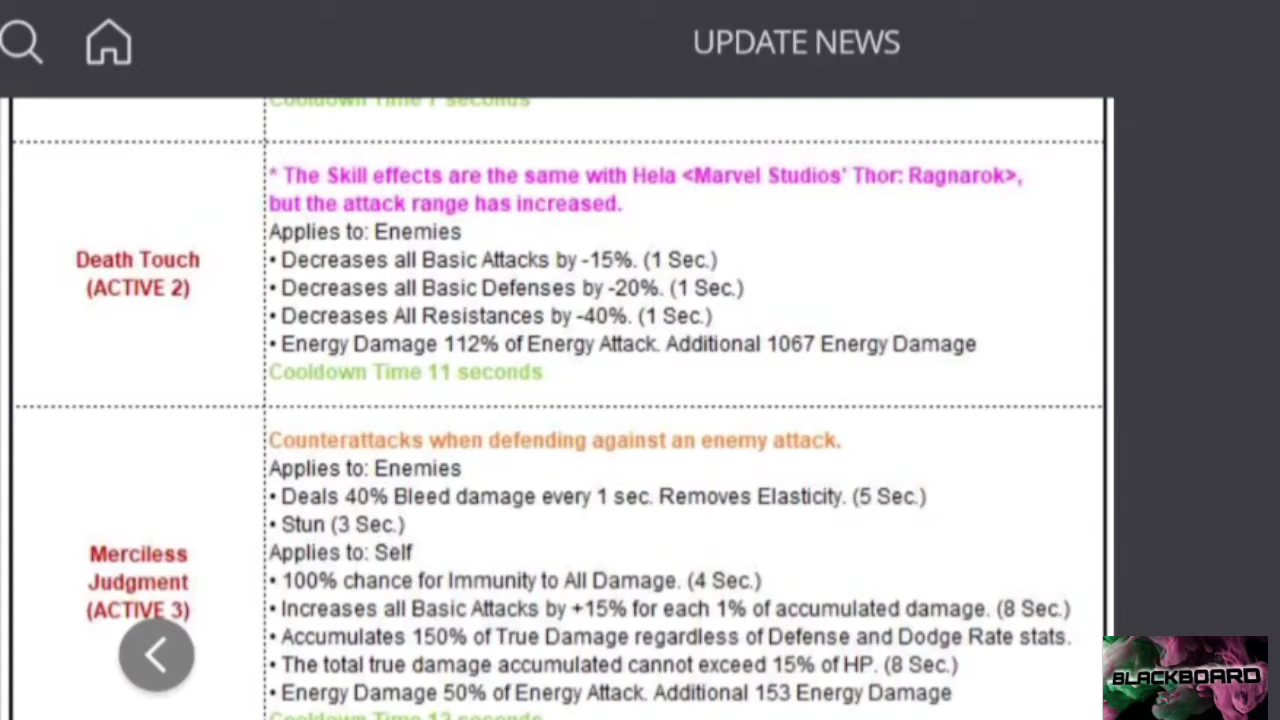 UPDATE NEWS
Cooldown Time 7 seconds
* The Skill effects are the same with Hela <Marvel Studios' Thor: Ragnarok>,
but the attack range has increased.
Applies to: Enemies
Death Touch
(ACTIVE 2)
• Decreases all Basic Attacks by -15%. (1 Sec.)
• Decreases all Basic Defenses by -20%. (1 Sec.)
• Decreases All Resistances by -40%. (1 Sec.)
• Energy Damage 112% of Energy Attack. Additional 1067 Energy Damage
Cooldown Time 11 seconds
Counterattacks when defending against an enemy attack.
Applies to: Enemies
• Deals 40% Bleed damage every 1 sec. Removes Elasticity. (5 Sec.)
• Stun (3 Sec.)
Merciless
Judgment
(ACTIVE 3)
Applies to: Self
• 100% chance for Immunity to All Damage. (4 Sec.)
• Increases all Basic Attacks by +15% for each 1% of accumulated damage. (8 Sec.)
• Accumulates 150% of True Damage regardless of Defense and Dodge Rate stats.
• The total true damage accumulated cannot exceed 15% of HP. (8 Sec.)
• Energy Damage 50% of Energy Attack. Additional 153 Energy Damage
Cooldown Time 12 seconds
BLACKBOARD